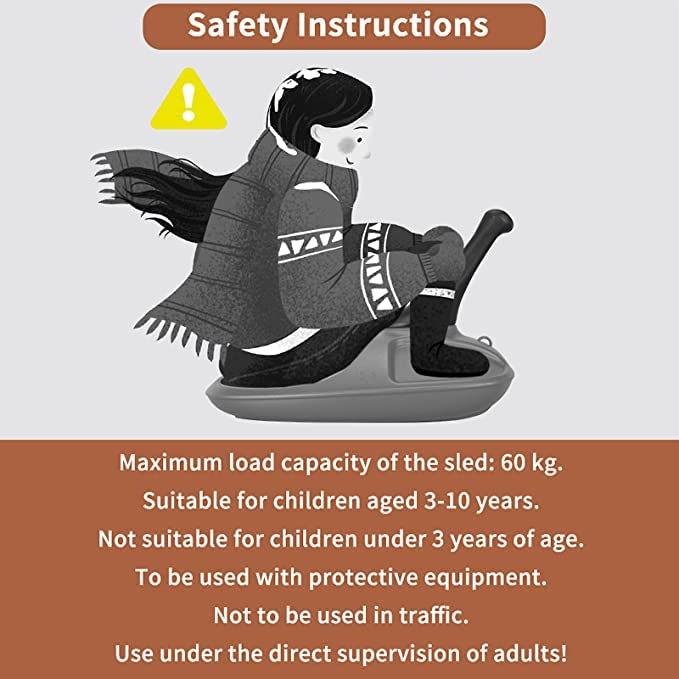 Safety Instructions
Maximum load capacity of the sled: 60 kg.
Suitable for children aged 3-10 years.
Not suitable for children under 3 years of age.
To be used with protective equipment.
Not to be used in traffic.
Use under the direct supervision of adults!